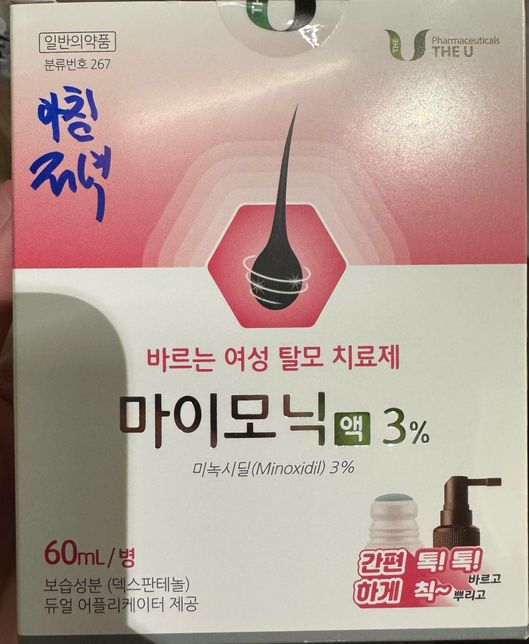 일반의약품
분류번호 267
THE U
Pharmaceuticals
THE U
아침
저녁
바르는 여성 탈모 치료제
마이모닉 액 3%
미녹시딜(Minoxidil) 3%
60mL/병
보습성분 (덱스판테놀)
듀얼 어플리케이터 제공
간편하게
톡! 톡! 바르고
칙~ 뿌리고